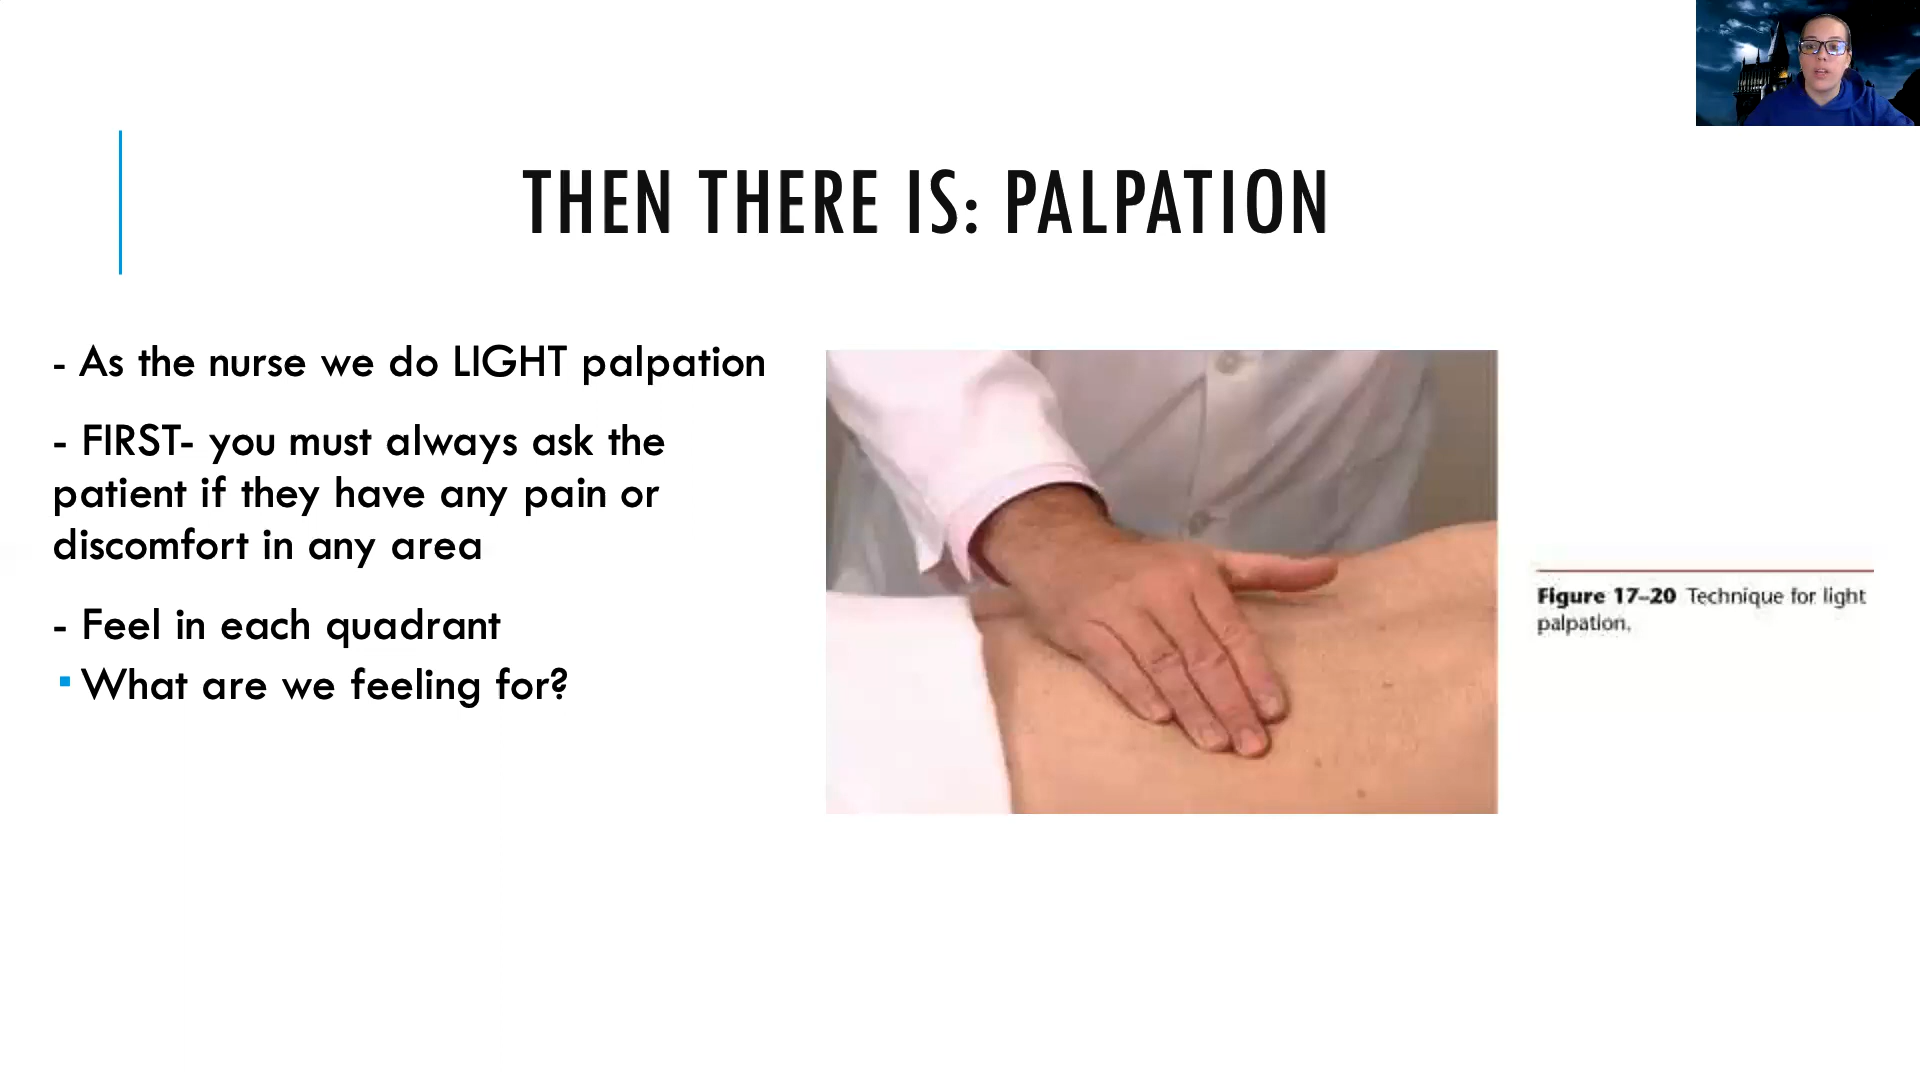 THEN THERE IS: PALPATION
- As the nurse we do LIGHT palpation
- FIRST- you must always ask the
patient if they have any pain or
discomfort in any area
- Feel in each quadrant
▪ What are we feeling for?
Figure 17–20 Technique for light
palpation.